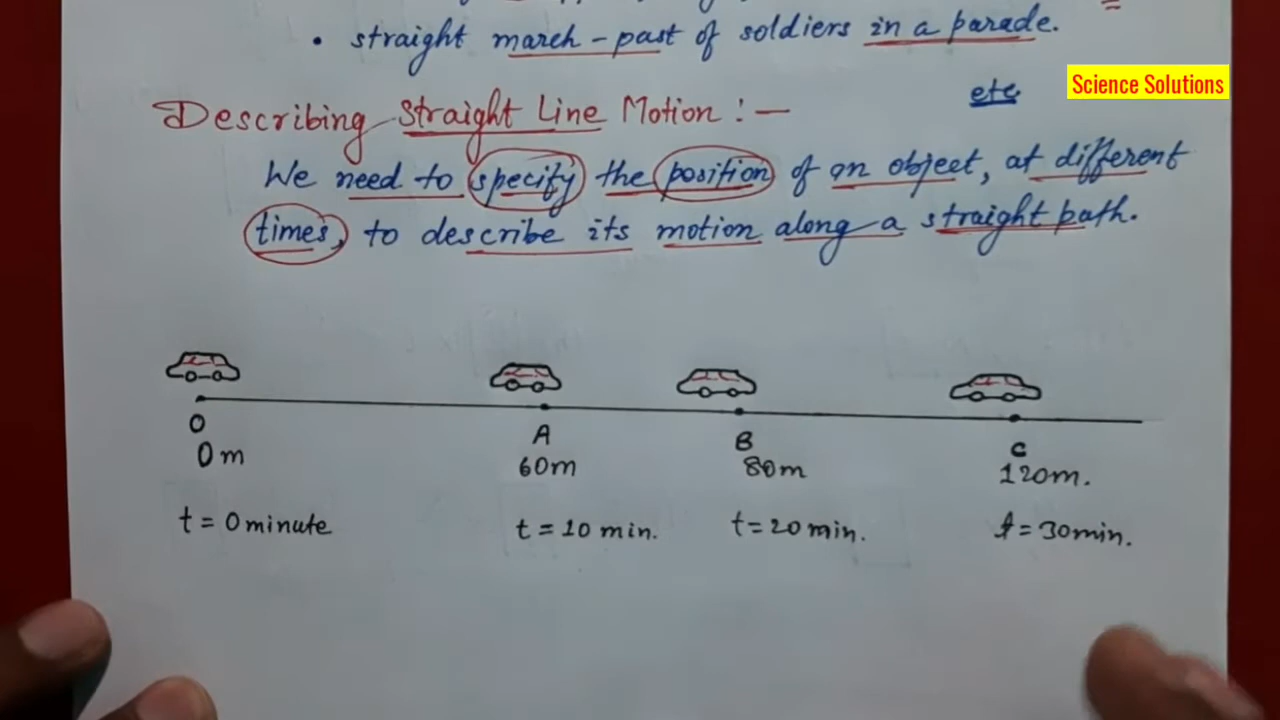 • straight march - past of soldiers in a parade.
etc
Science Solutions
Describing Straight Line Motion : —
We need to specify the position of an object, at different
times, to describe its motion along a straight path.
O A B C
0m 60m 80m 120m.
t = 0 minute t = 10 min. t = 20 min. t = 30 min.